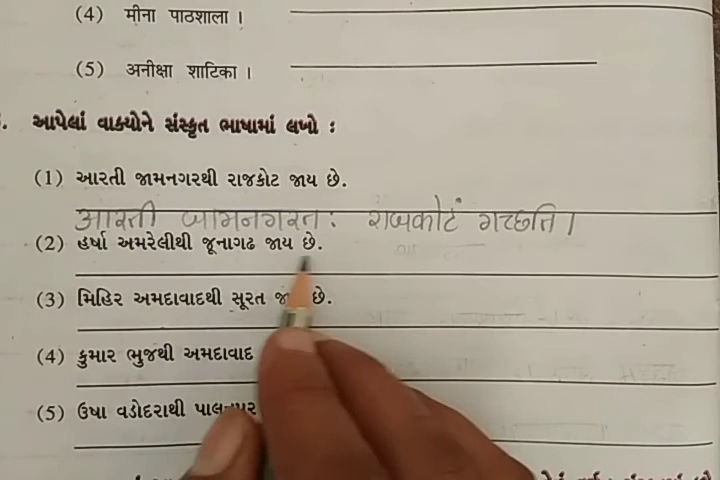 (4) मीना पाठशाला ।
(5) अनीक्षा शाटिका ।
આપેલાં વાક્યોને સંસ્કૃત ભાષામાં લખો :
(1) આરતી જામનગરથી રાજકોટ જાય છે.
आरती जामनगरतः राजकोटं गच्छति ।
(2) હર્ષા અમરેલીથી જૂનાગઢ જાય છે.
(3) મિહિર અમદાવાદથી સૂરત છે.
(4) કુમાર ભુજથી અમદાવાદ
(5) ઉષા વડોદરાથી